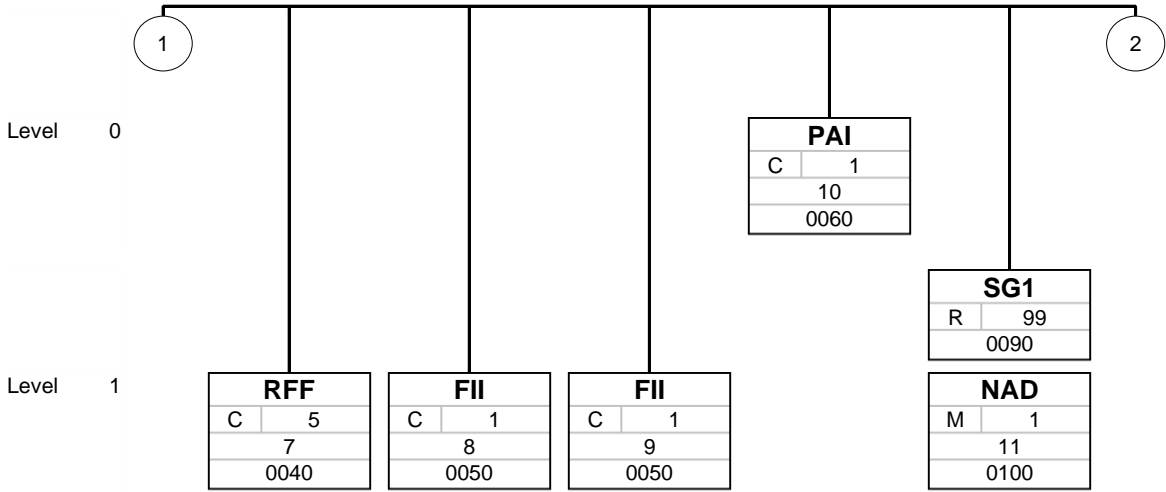 1
2
Level 0
PAI
C 1
10
0060
SG1
R 99
0090
Level 1
RFF
C 5
7
0040
FII
C 1
8
0050
FII
C 1
9
0050
NAD
M 1
11
0100